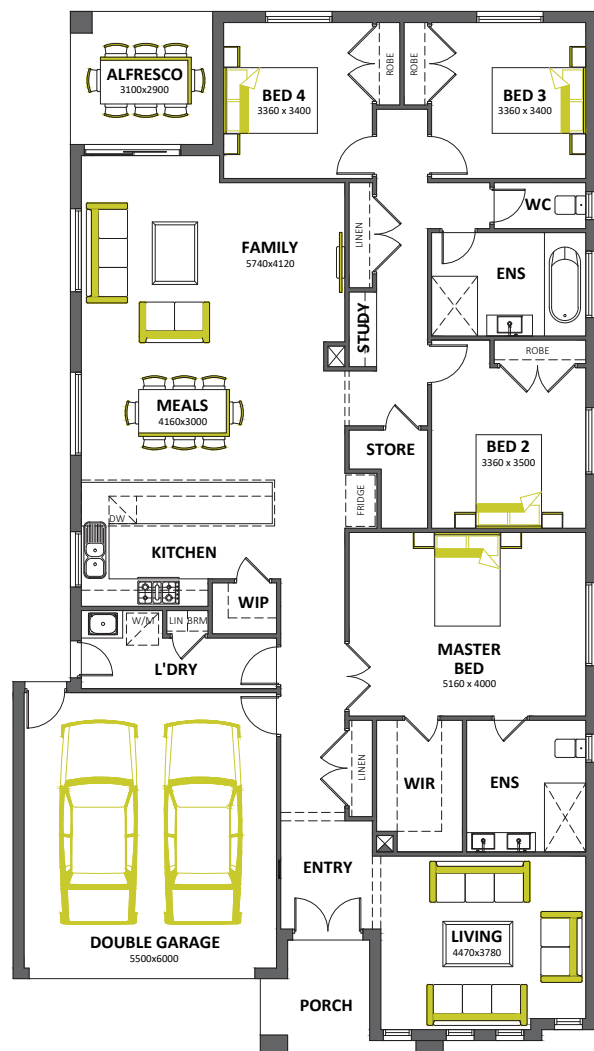 ALFRESCO
3100x2900
BED 4
3360 x 3400
ROBE
ROBE
BED 3
3360 x 3400
WC
LINEN
FAMILY
5740x4120
ENS
STUDY
ROBE
MEALS
4160x3000
STORE
BED 2
3360 x 3500
FRIDGE
DW
KITCHEN
WIP
W/M
LIN
BRM
L'DRY
MASTER
BED
5160 x 4000
LINEN
WIR
ENS
ENTRY
DOUBLE GARAGE
5500x6000
LIVING
4470x3780
PORCH